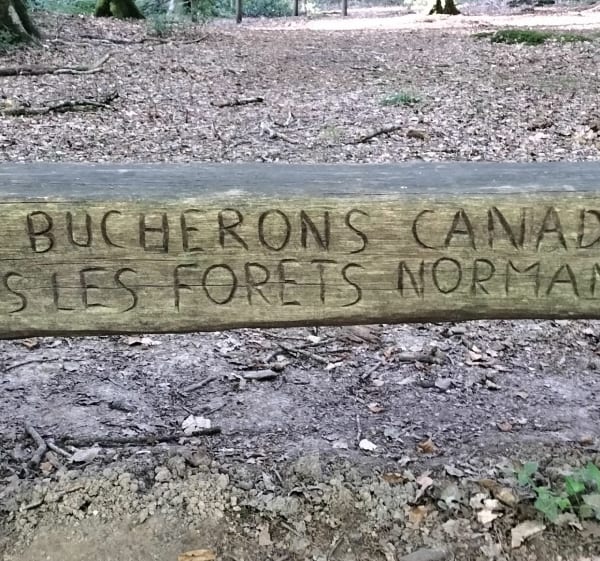 BUCHERONS CANAD
S LES FORETS NORMAN